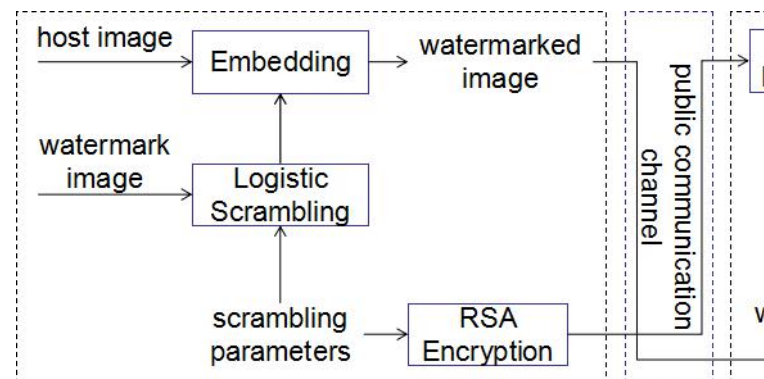 host image
Embedding
watermarked
image
watermark
image
Logistic
Scrambling
scrambling
parameters
RSA
Encryption
public communication
channel